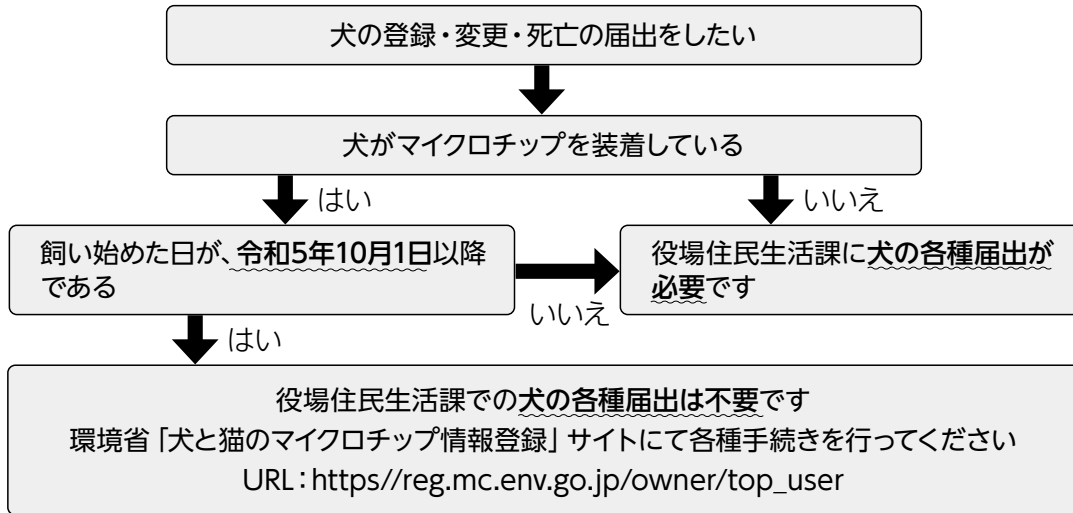 犬の登録・変更・死亡の届出をしたい
犬がマイクロチップを装着している
はい
いいえ
飼い始めた日が、令和5年10月1日以降
である
いいえ
役場住民生活課に犬の各種届出が
必要です
はい
役場住民生活課での犬の各種届出は不要です
環境省「犬と猫のマイクロチップ情報登録」サイトにて各種手続きを行ってください
URL：https//reg.mc.env.go.jp/owner/top_user